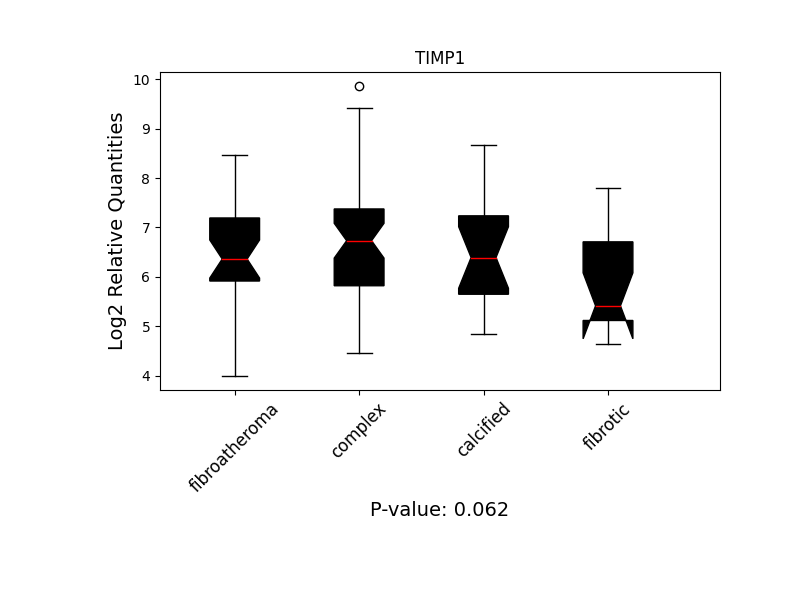 TIMP1
Log2 Relative Quantities
10
9
8
7
6
5
4
fibroatheroma
complex
calcified
fibrotic
P-value: 0.062